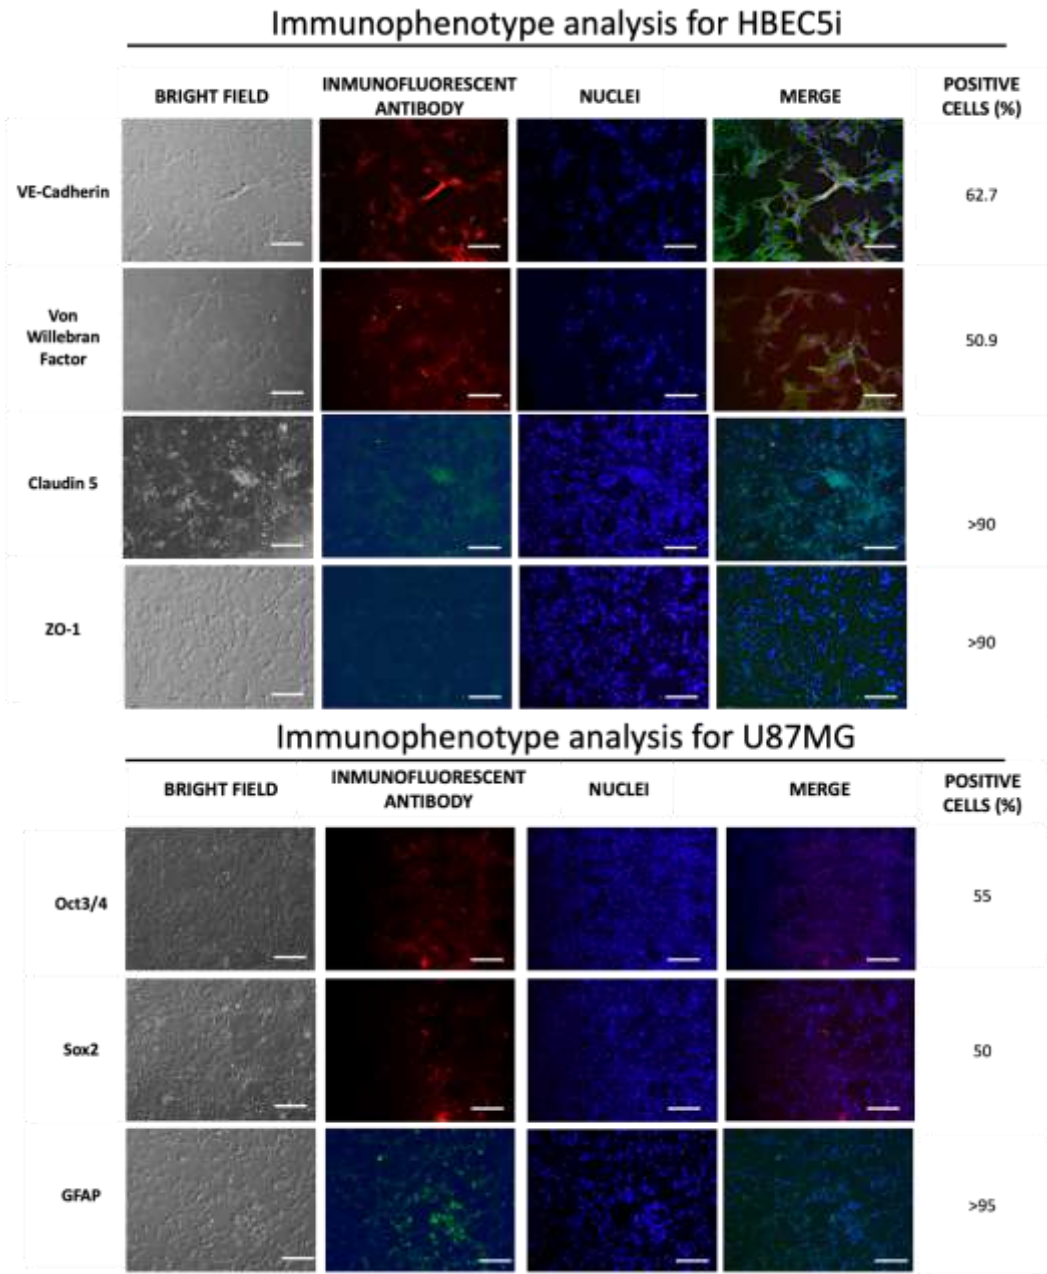 Immunophenotype analysis for HBEC5i
BRIGHT FIELD
INMUNOFLUORESCENT
ANTIBODY
NUCLEI
MERGE
POSITIVE
CELLS (%)
VE-Cadherin
62.7
Von
Willebran
Factor
50.9
Claudin 5
>90
ZO-1
>90
Immunophenotype analysis for U87MG
BRIGHT FIELD
INMUNOFLUORESCENT
ANTIBODY
NUCLEI
MERGE
POSITIVE
CELLS (%)
Oct3/4
55
Sox2
50
GFAP
>95